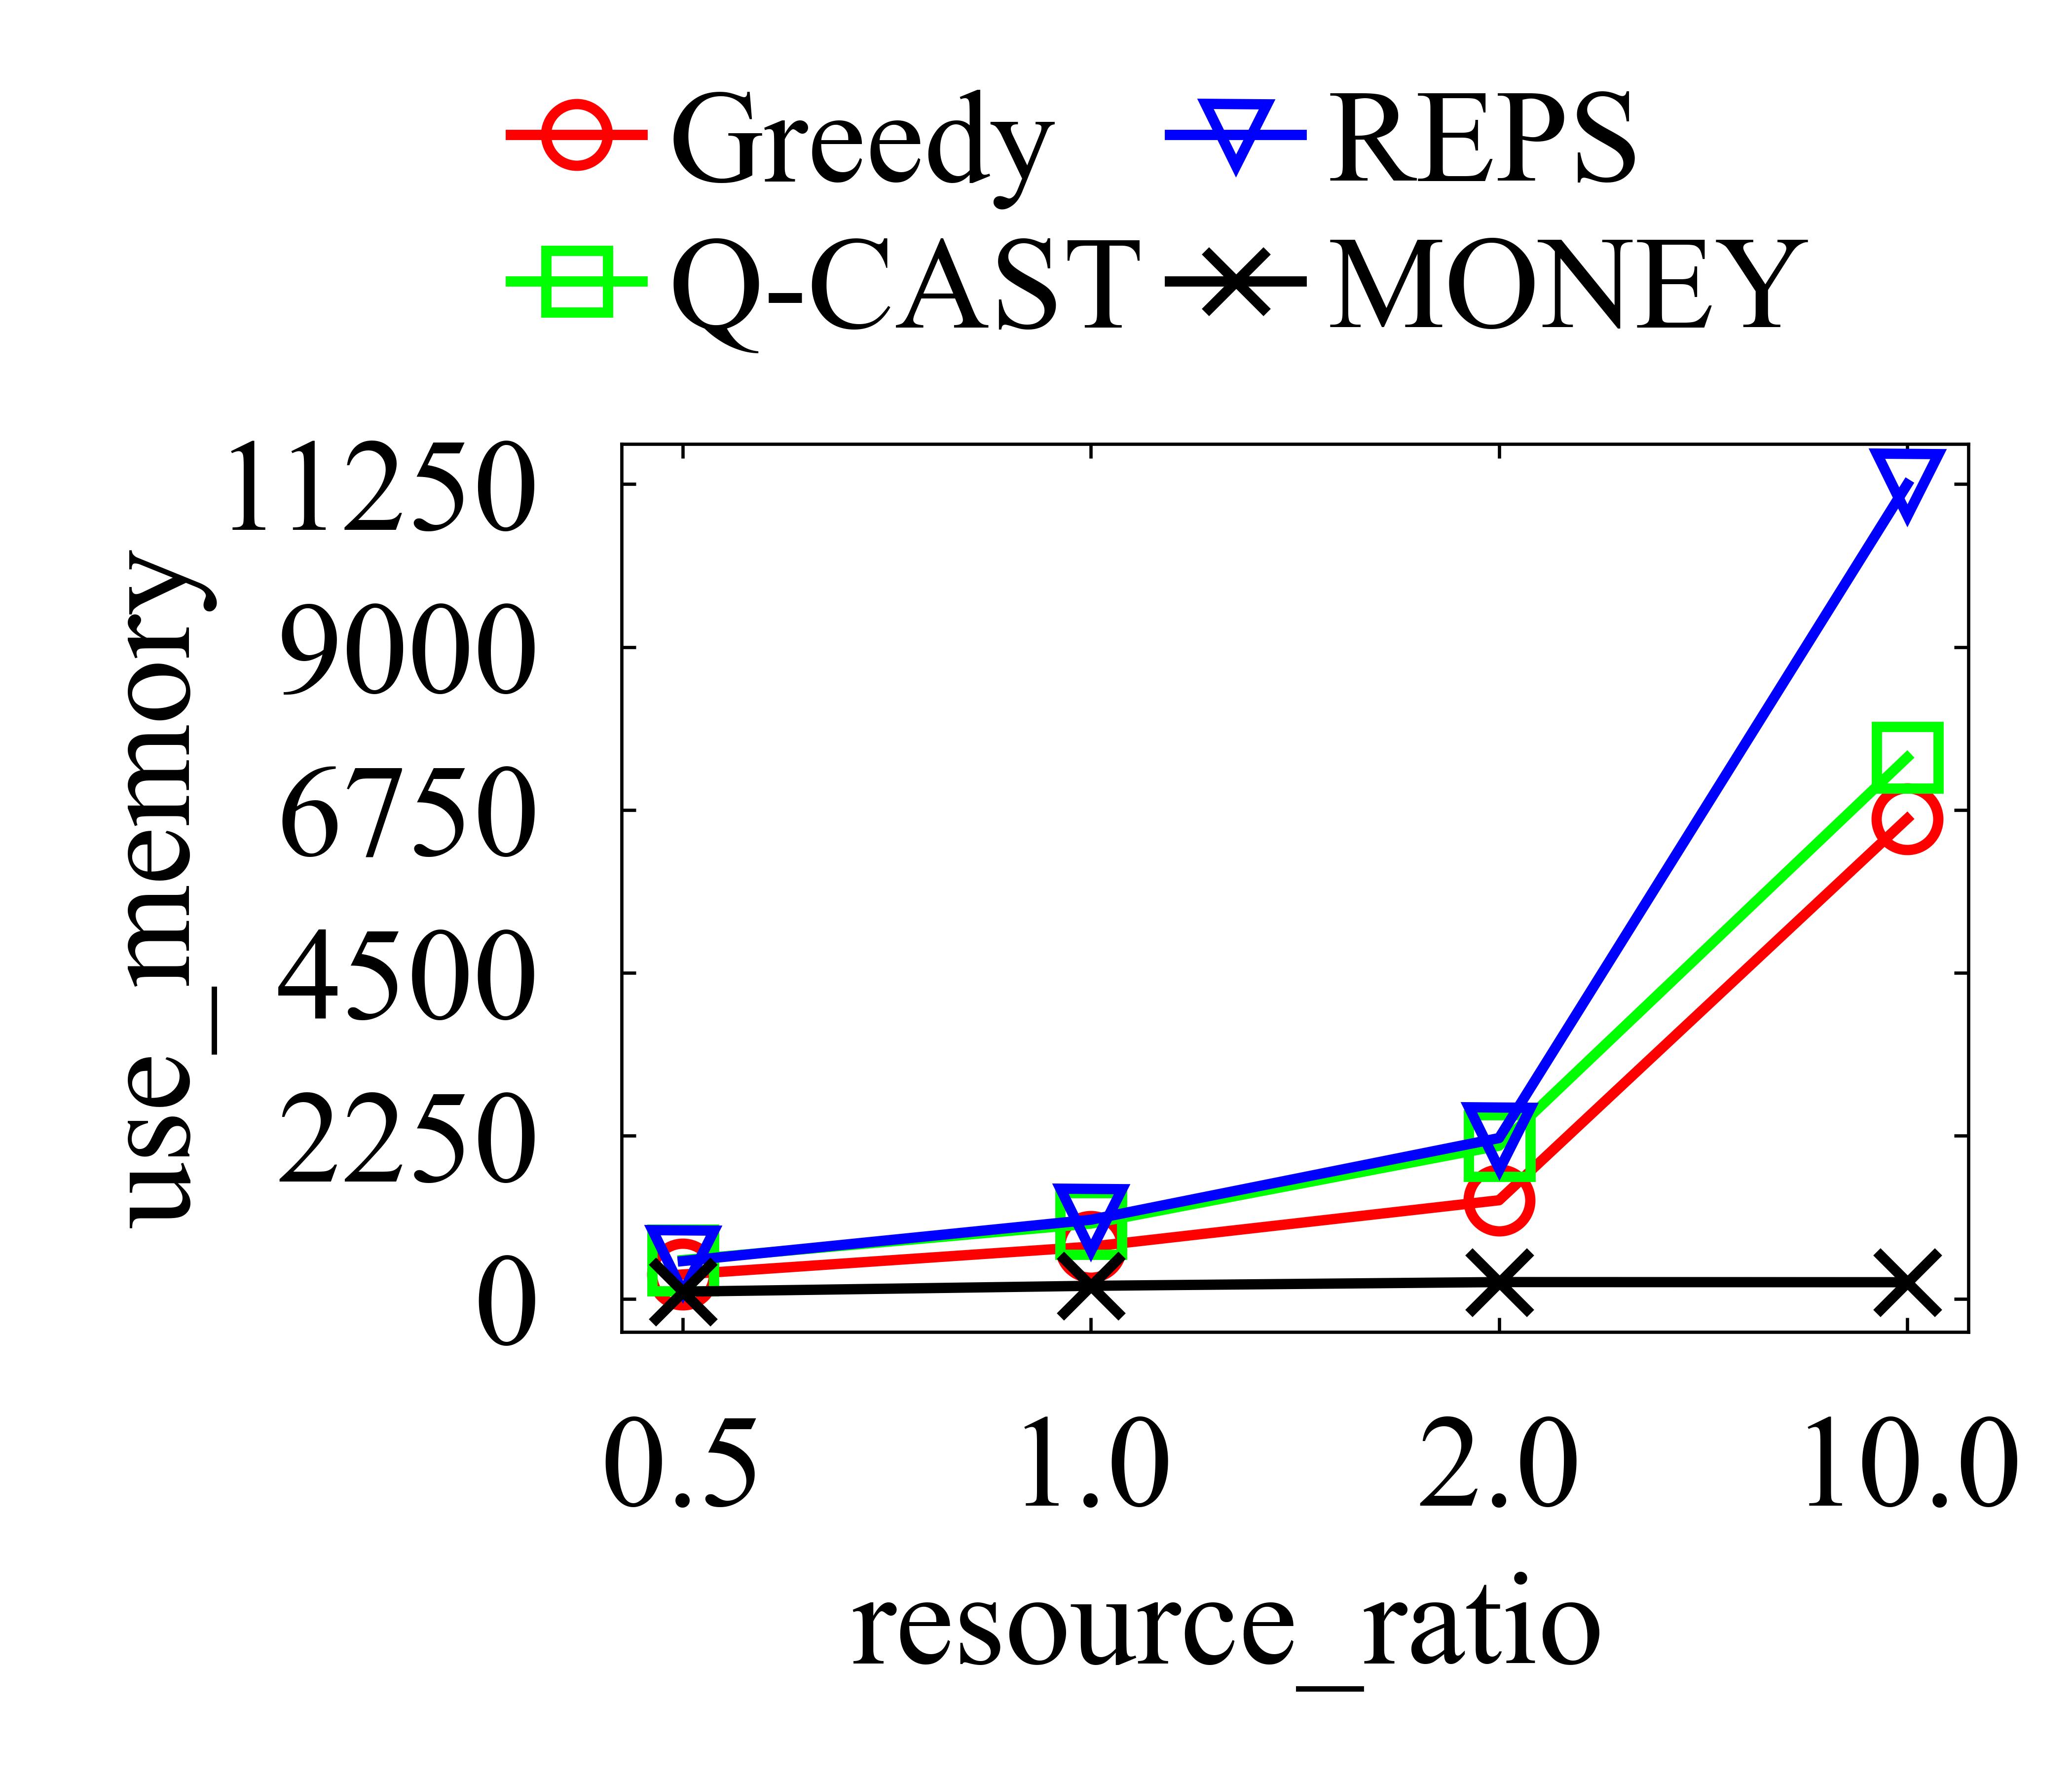 Greedy REPS
Q-CAST MONEY
11250
9000
6750
4500
2250
0
use_memory
0.5 1.0 2.0 10.0
resource_ratio